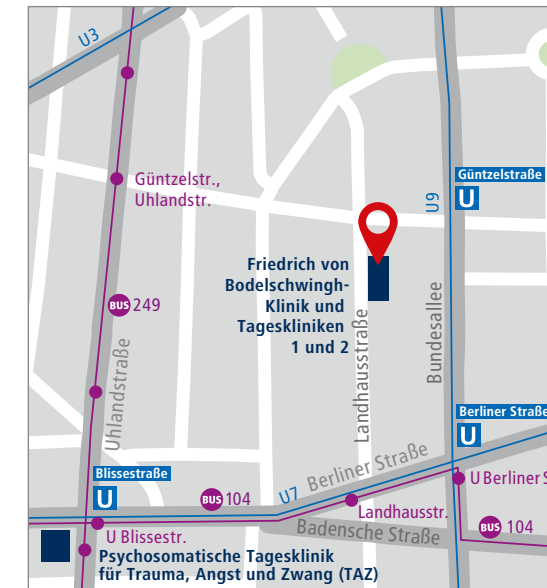 U3
Güntzelstr.,
Uhlandstr.
Güntzelstraße
U
U9
Friedrich von
Bodelschwingh-
Klinik und
Tageskliniken
1 und 2
BUS 249
Uhlandstraße
Landhausstraße
Bundesallee
Berliner Straße
U
Berliner Straße
Blissestraße
U
BUS 104
U7
U Berliner S
Landhausstr.
BUS 104
Badensche Straße
U Blissestr.
Psychosomatische Tagesklinik
für Trauma, Angst und Zwang (TAZ)